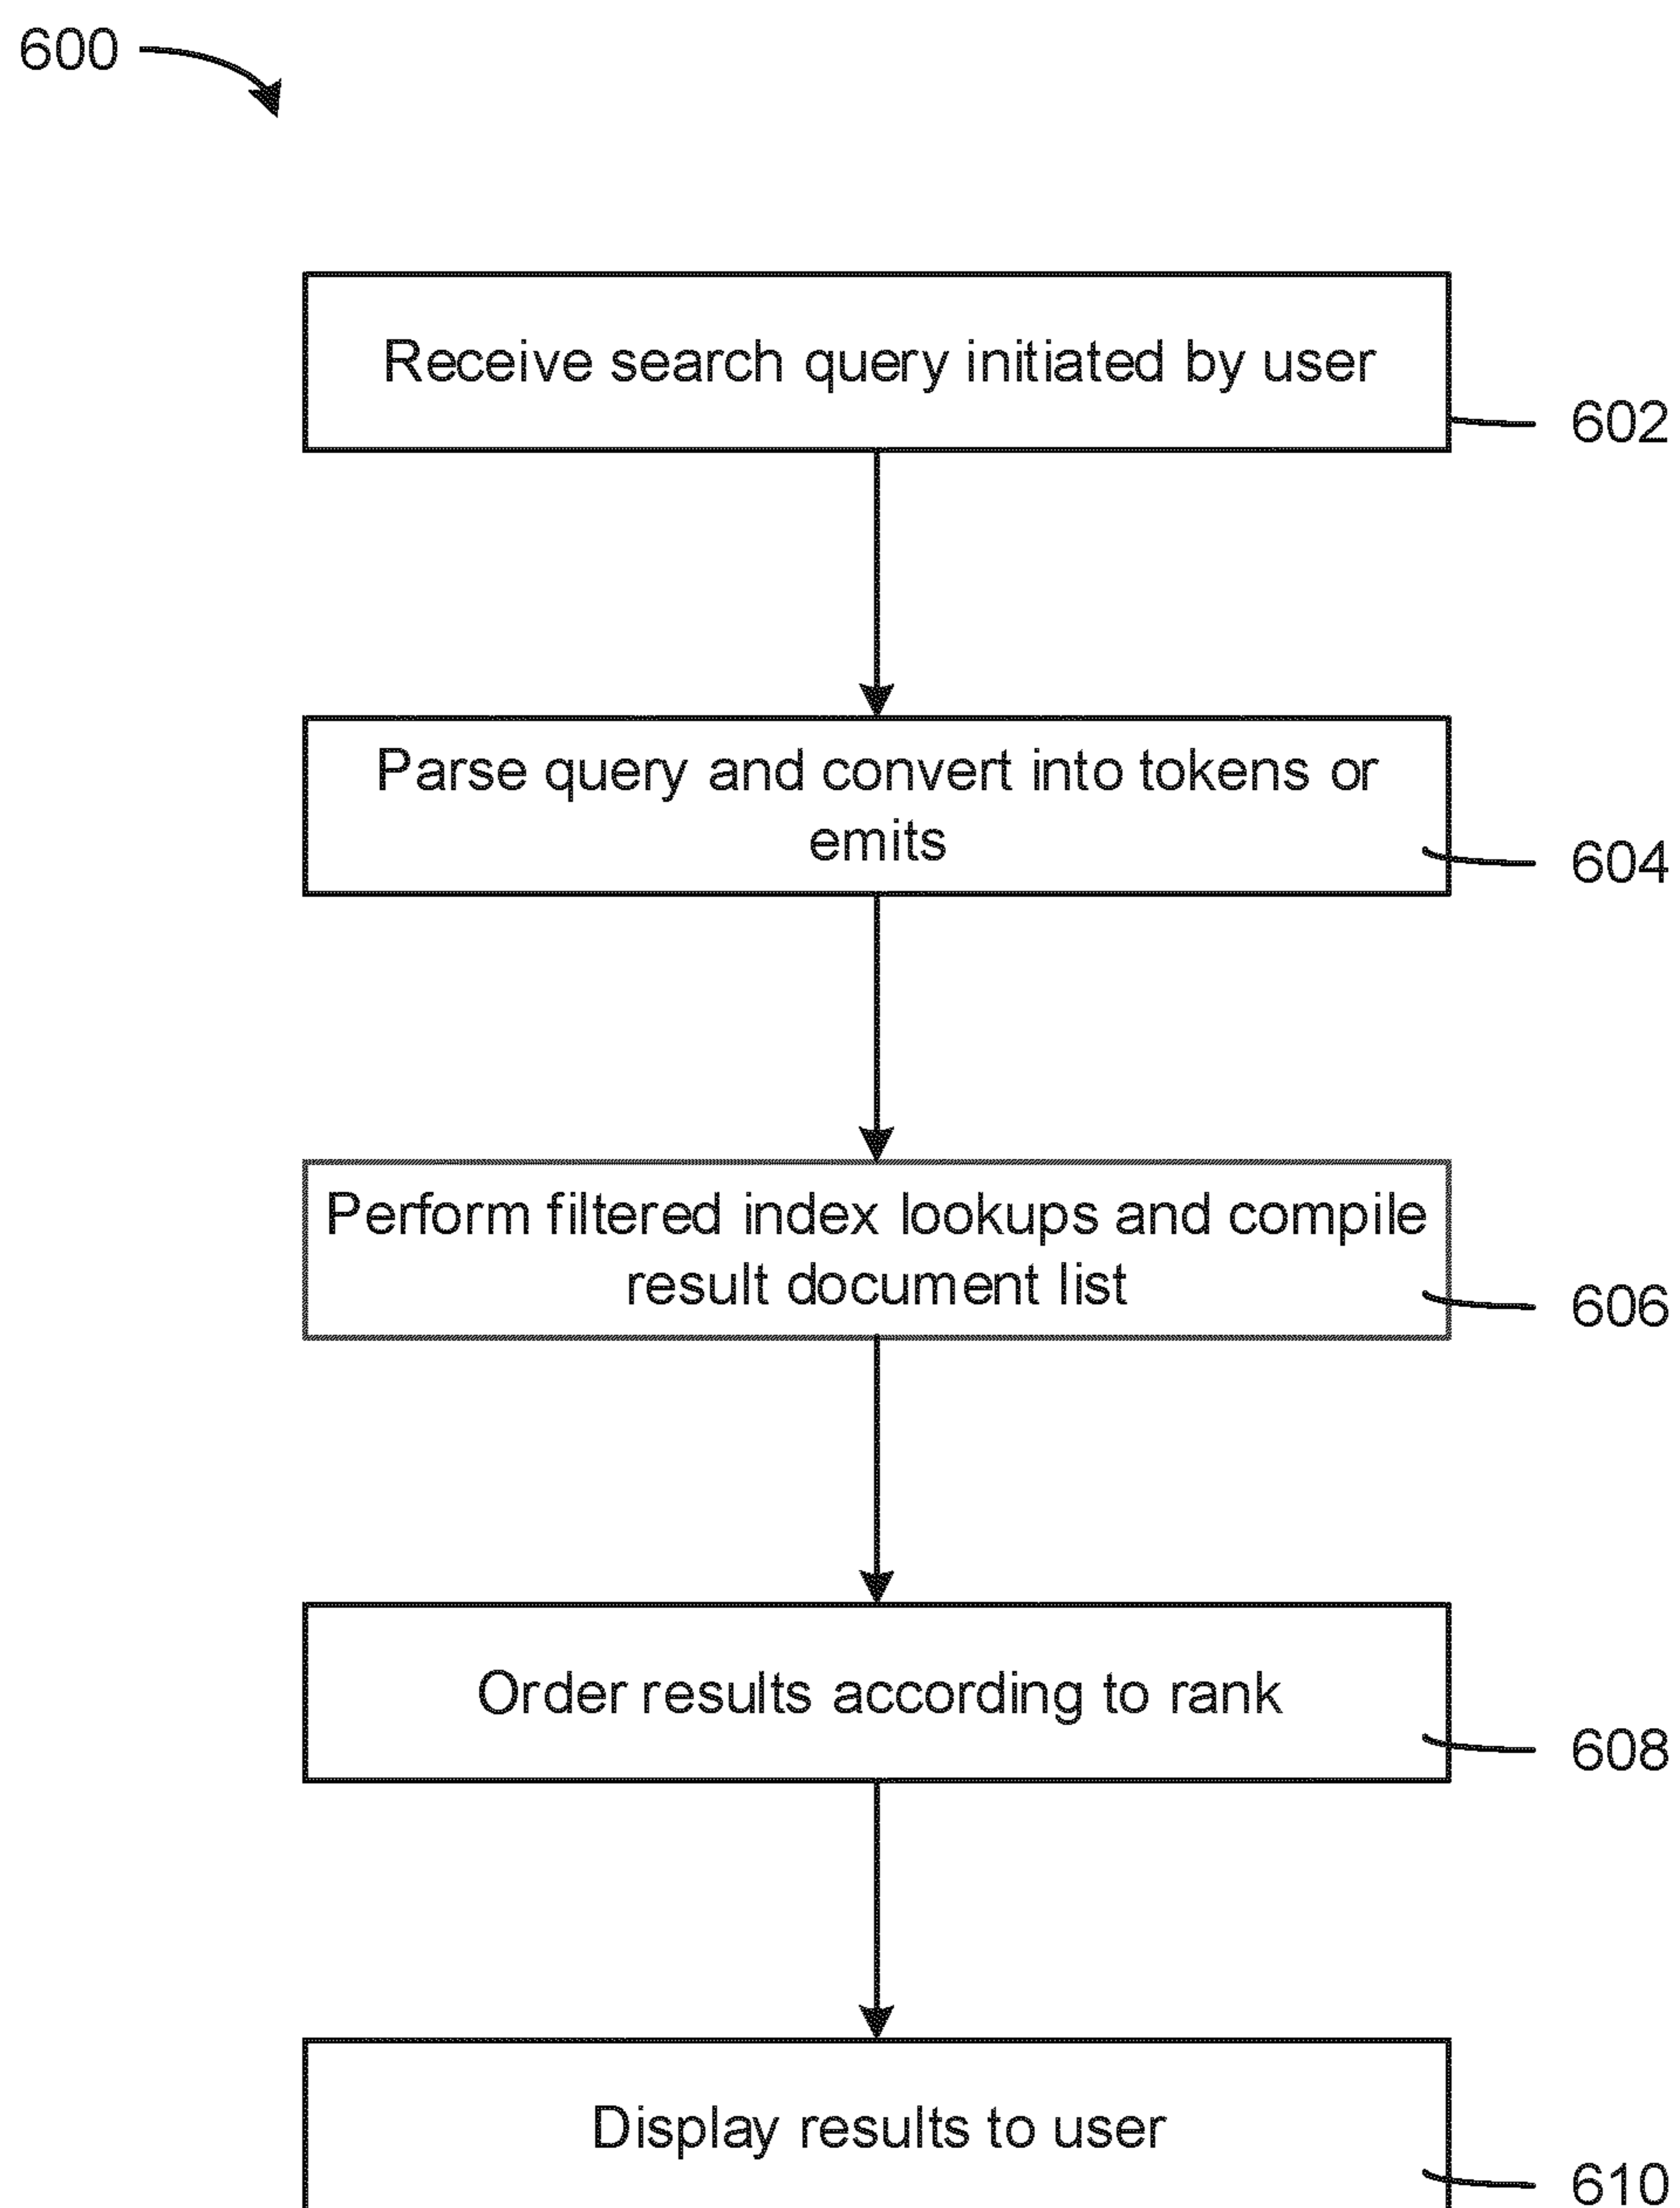 600
Receive search query initiated by user
602
Parse query and convert into tokens or
emits
604
Perform filtered index lookups and compile
result document list
606
Order results according to rank
608
Display results to user
610